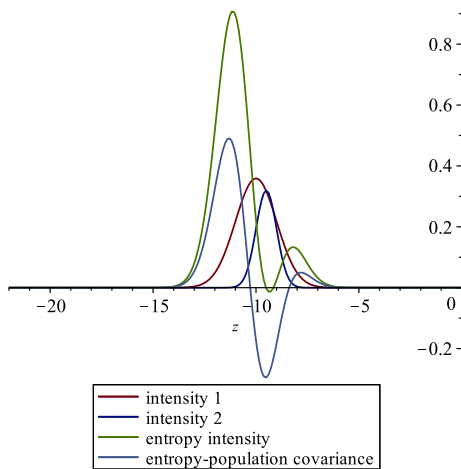 0.8
0.6
0.4
0.2
−20 −15 −10 −5 0
z
−0.2
intensity 1
intensity 2
entropy intensity
entropy-population covariance